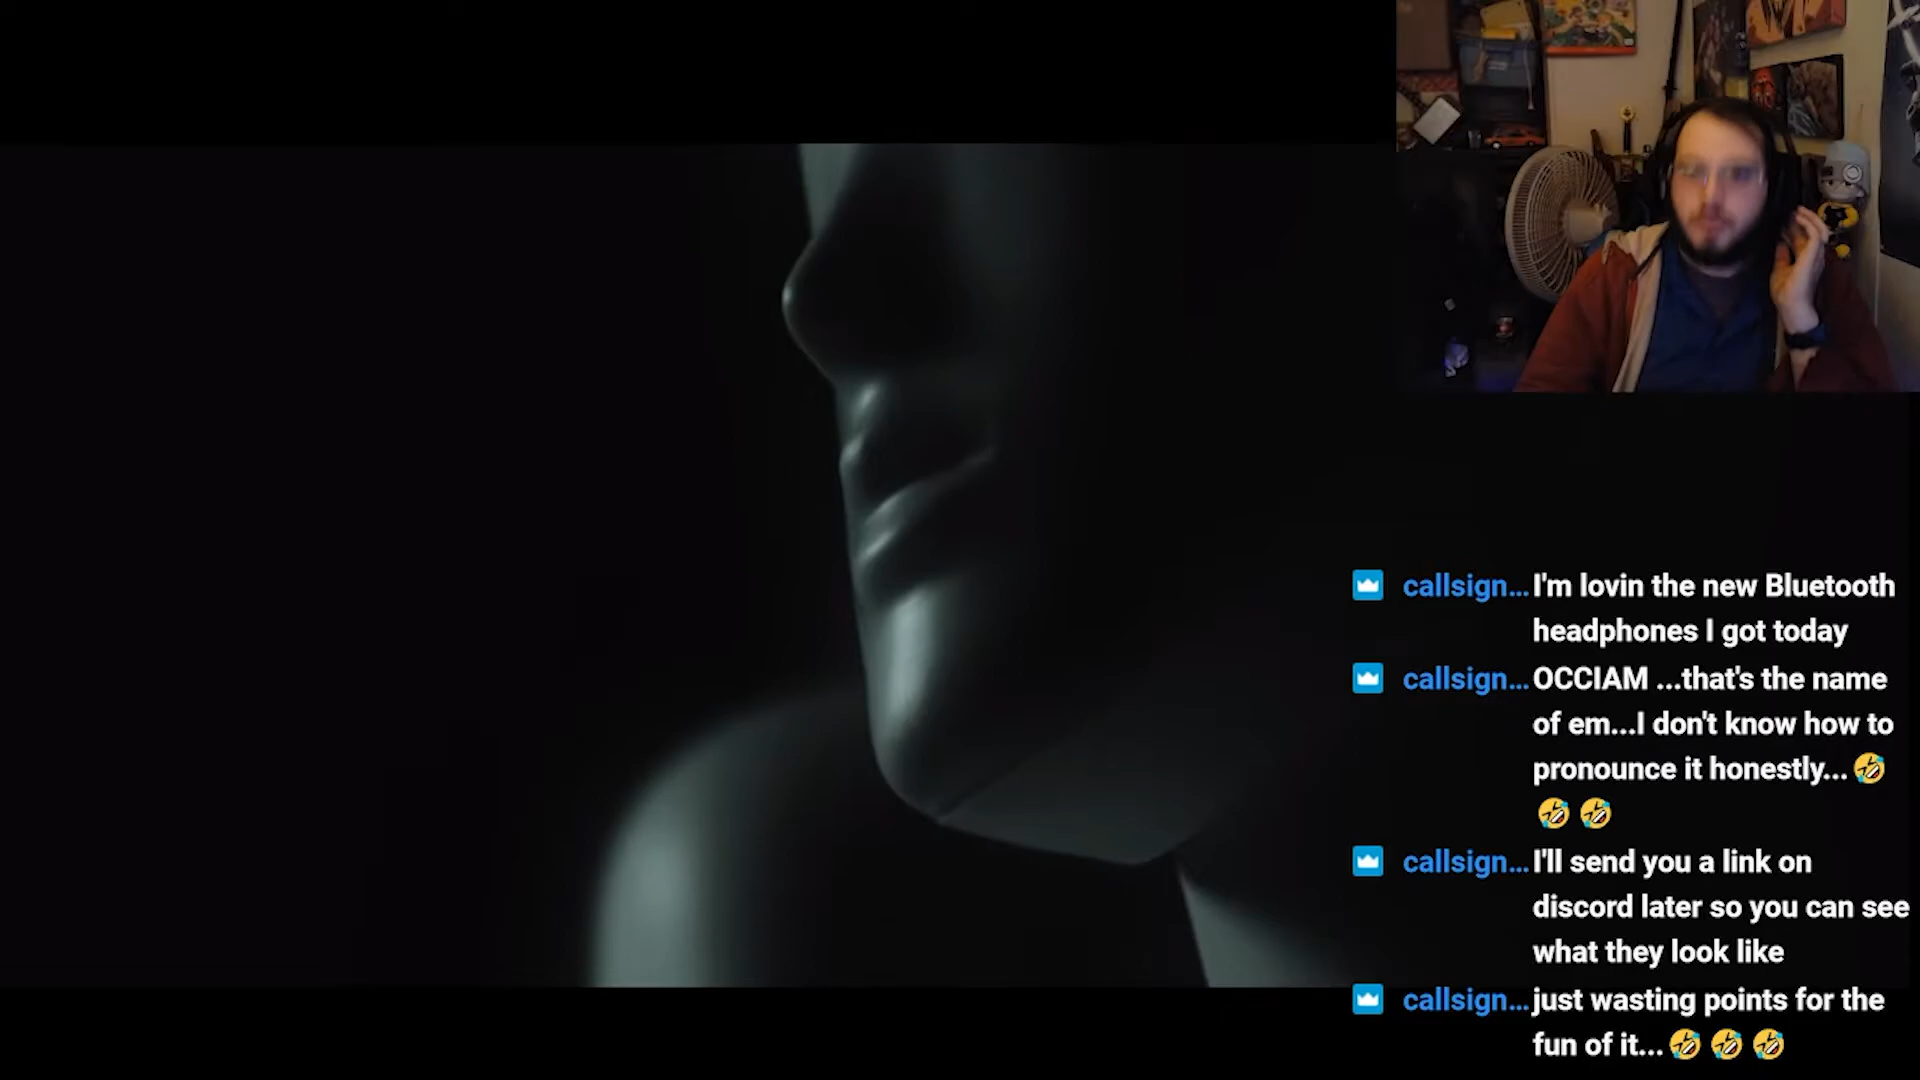 callsign... I'm lovin the new Bluetooth
headphones I got today
callsign... OCCIAM ...that's the name
of em...I don't know how to
pronounce it honestly...🤣
🤣 🤣
callsign... I'll send you a link on
discord later so you can see
what they look like
callsign... just wasting points for the
fun of it...🤣 🤣 🤣